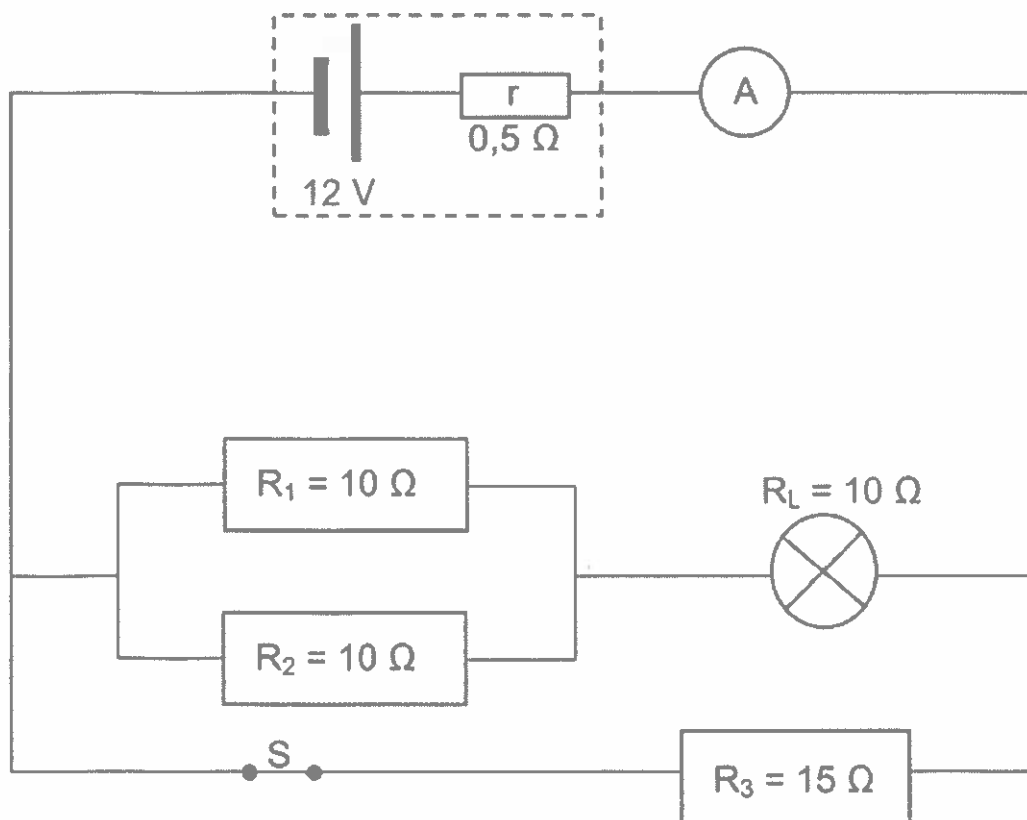 r
A
0,5 Ω
12 V
R₁ = 10 Ω
R_L = 10 Ω
R₂ = 10 Ω
S
R₃ = 15 Ω